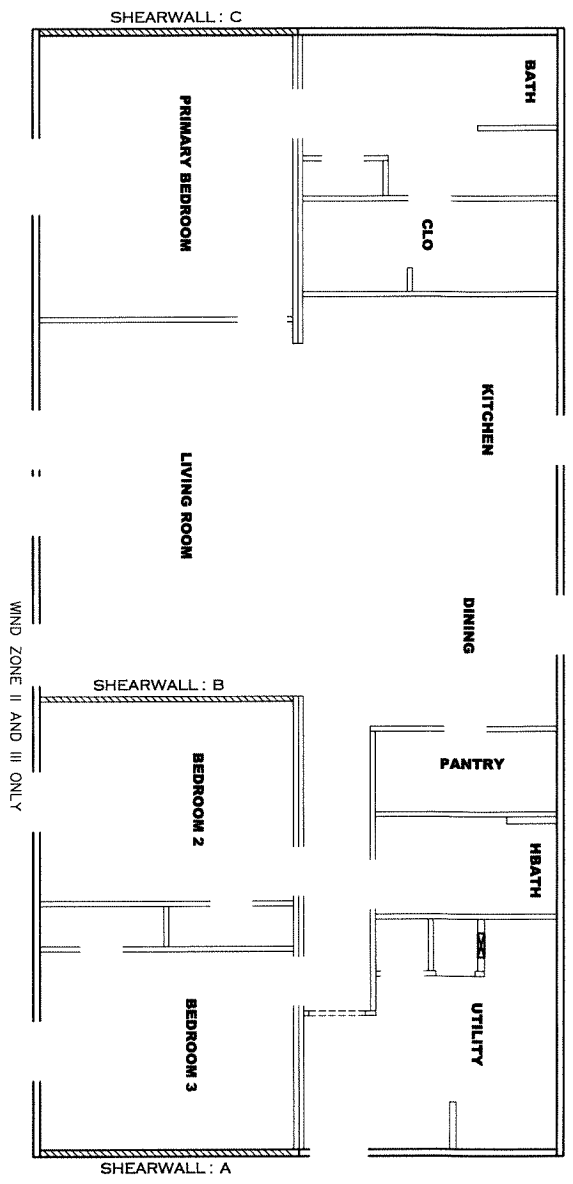 SHEARWALL: C
BATH
PRIMARY BEDROOM
CLO
KITCHEN
LIVING ROOM
DINING
WIND ZONE II AND III ONLY
SHEARWALL: B
PANTRY
BEDROOM 2
HBATH
UTILITY
BEDROOM 3
SHEARWALL: A